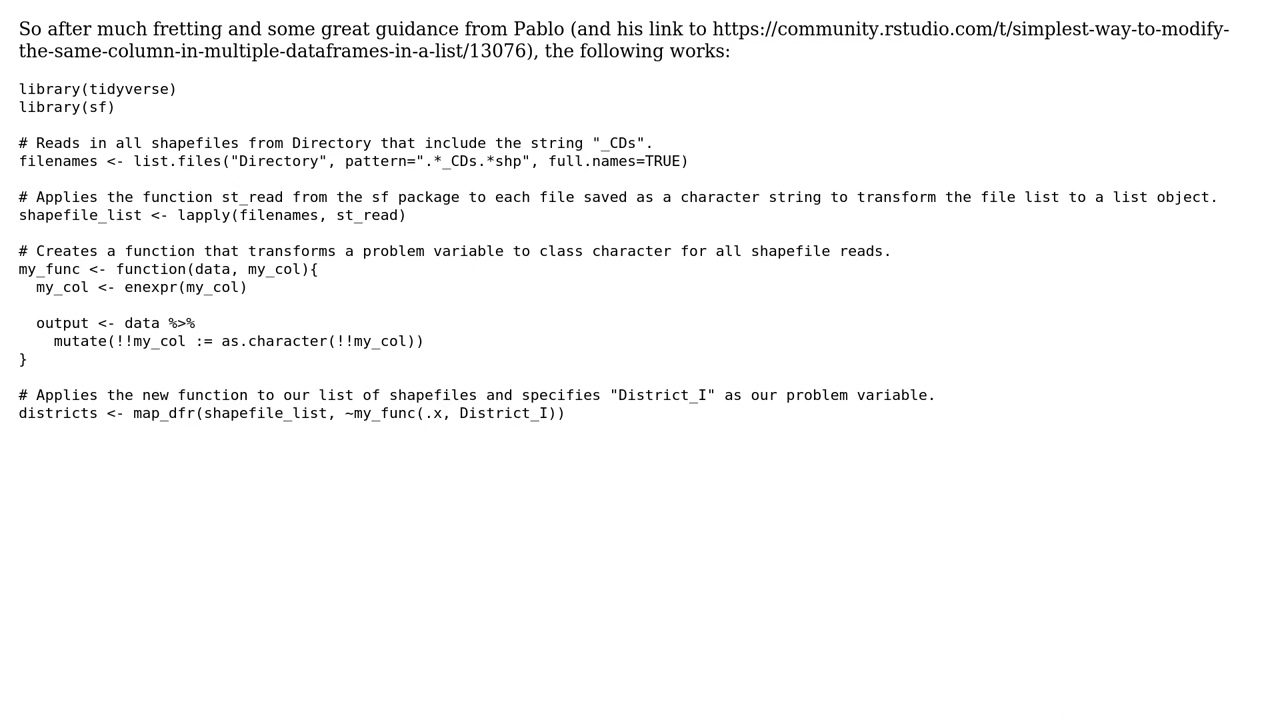 So after much fretting and some great guidance from Pablo (and his link to https://community.rstudio.com/t/simplest-way-to-modify-
the-same-column-in-multiple-dataframes-in-a-list/13076), the following works:
library(tidyverse)
library(sf)
# Reads in all shapefiles from Directory that include the string "_CDs".
filenames <- list.files("Directory", pattern=".*_CDs.*shp", full.names=TRUE)
# Applies the function st_read from the sf package to each file saved as a character string to transform the file list to a list object.
shapefile_list <- lapply(filenames, st_read)
# Creates a function that transforms a problem variable to class character for all shapefile reads.
my_func <- function(data, my_col){
  my_col <- enexpr(my_col)
  output <- data %>%
    mutate(!!my_col := as.character(!!my_col))
}
# Applies the new function to our list of shapefiles and specifies "District_I" as our problem variable.
districts <- map_dfr(shapefile_list, ~my_func(.x, District_I))